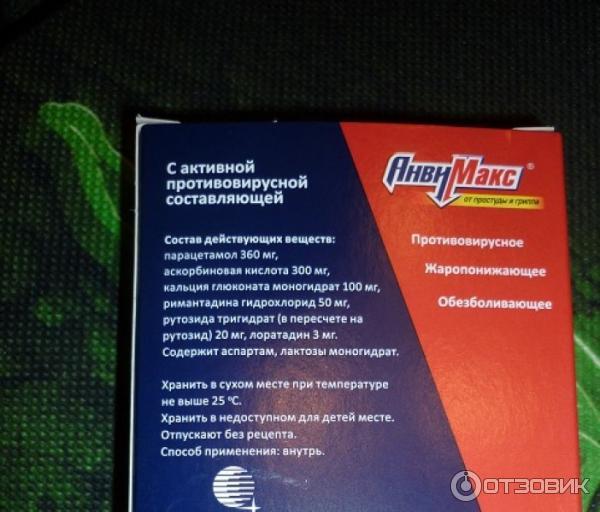 С активной
противовирусной
составляющей
Состав действующих веществ:
парацетамол 360 мг,
аскорбиновая кислота 300 мг,
кальция глюконата моногидрат 100 мг,
римантадина гидрохлорид 50 мг,
рутозида тригидрат (в пересчете на
рутозид) 20 мг, лоратадин 3 мг.
Содержит аспартам, лактозы моногидрат.
Хранить в сухом месте при температуре
не выше 25 °С.
Хранить в недоступном для детей месте.
Отпускают без рецепта.
Способ применения: внутрь.
АнвиМакс®
от простуды и гриппа
Противовирусное
Жаропонижающее
Обезболивающее
ОТЗОВИК